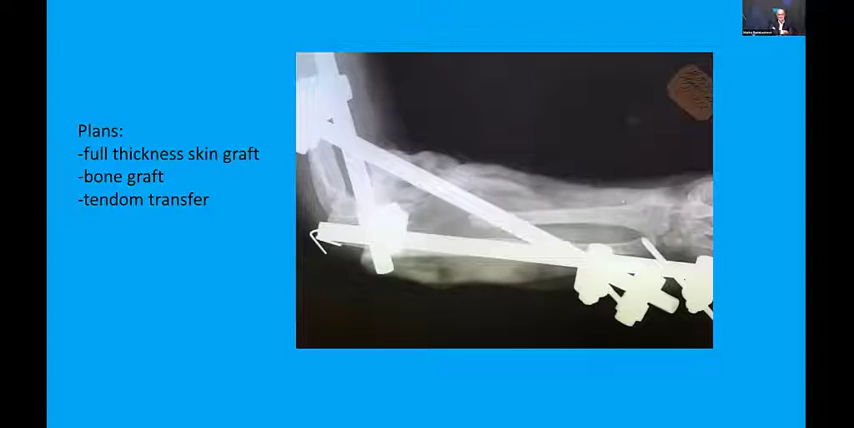 Plans:
-full thickness skin graft
-bone graft
-tendom transfer